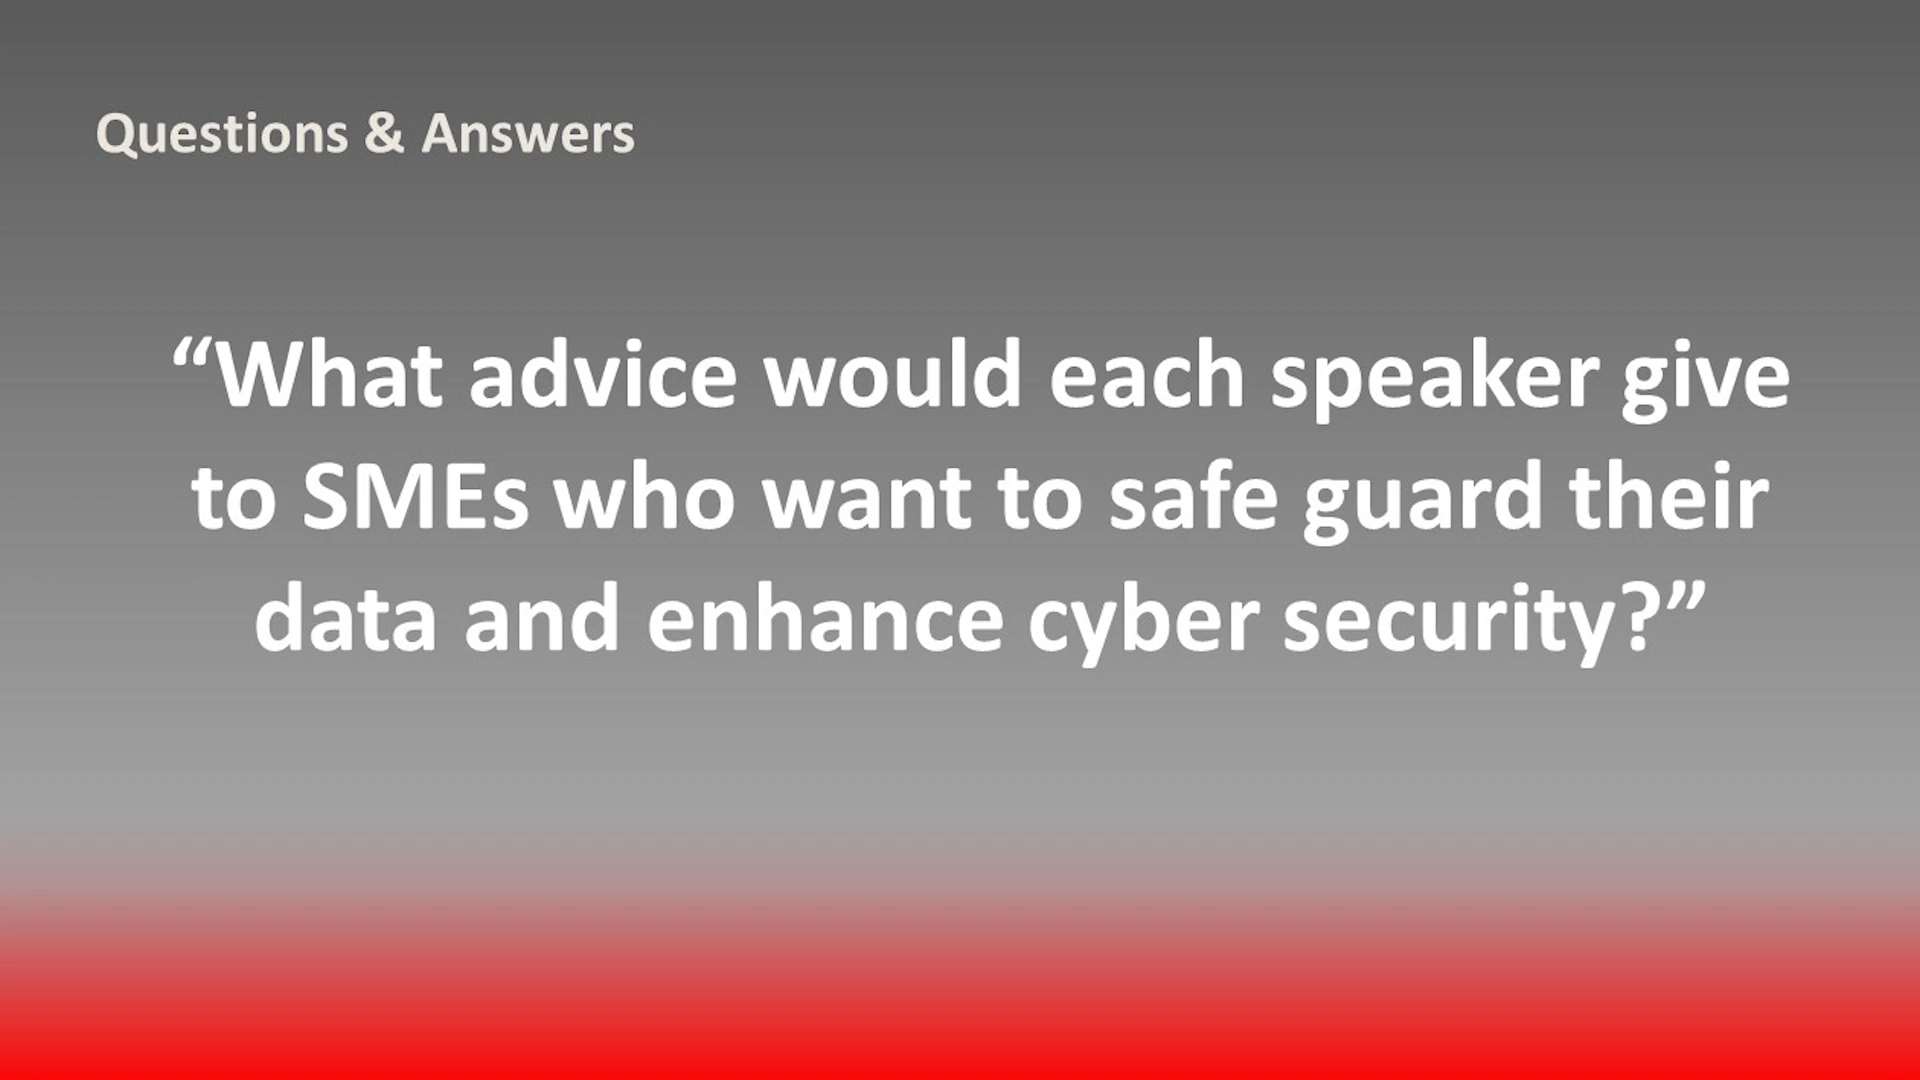 Questions & Answers
“What advice would each speaker give
to SMEs who want to safe guard their
data and enhance cyber security?”